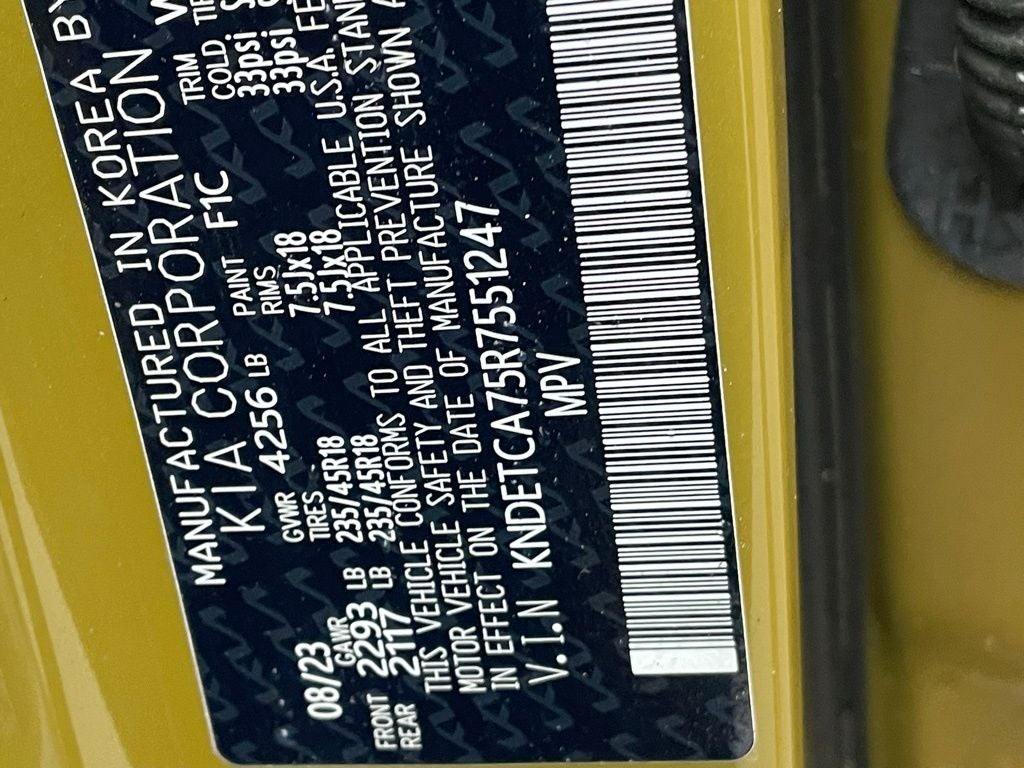 MANUFACTURED IN KOREA BY
KIA CORPORATION
08/23 GVWR 4256 LB PAINT F1C TRIM
GAWR TIRES RIMS COLD
FRONT 2293 LB 235/45R18 7.5Jx18 33psi
REAR 2117 LB 235/45R18 7.5Jx18 33psi
THIS VEHICLE CONFORMS TO ALL APPLICABLE U.S.A.
MOTOR VEHICLE SAFETY AND THEFT PREVENTION
IN EFFECT ON THE DATE OF MANUFACTURE SHOWN
V.I.N KNDETCA75R7551247
MPV